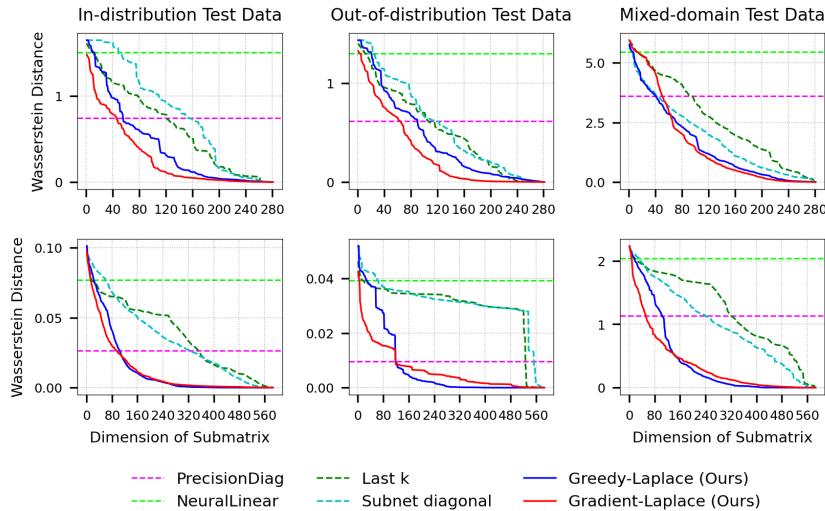 In-distribution Test Data
Out-of-distribution Test Data
Mixed-domain Test Data
Wasserstein Distance
1
0
0 40 80 120 160 200 240 280
1
0
0 40 80 120 160 200 240 280
5.0
2.5
0.0
0 40 80 120 160 200 240 280
Wasserstein Distance
0.10
0.05
0.00
0 80 160 240 320 400 480 560
0.04
0.02
0.00
0 80 160 240 320 400 480 560
2
1
0
0 80 160 240 320 400 480 560
Dimension of Submatrix
Dimension of Submatrix
Dimension of Submatrix
PrecisionDiag
NeuralLinear
Last k
Subnet diagonal
Greedy-Laplace (Ours)
Gradient-Laplace (Ours)